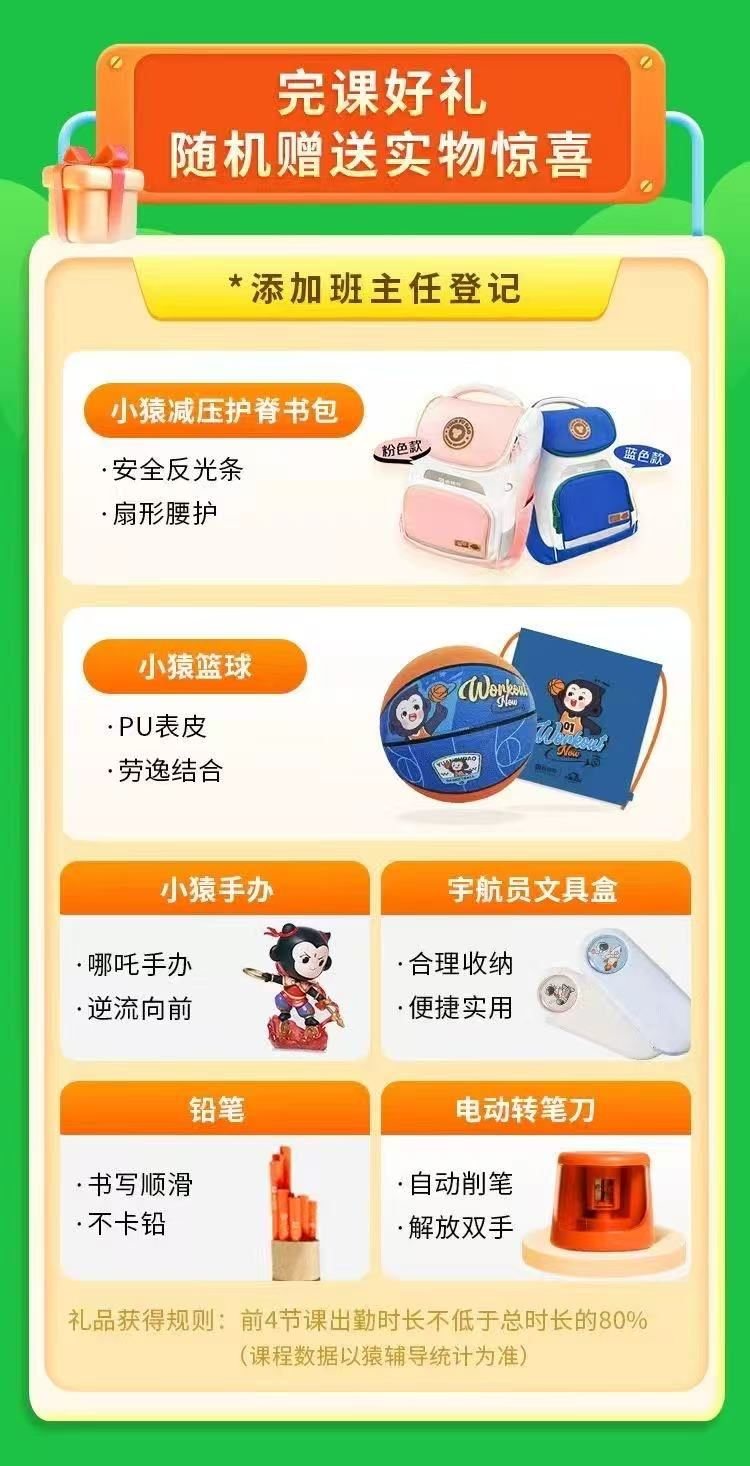 完课好礼
随机赠送实物惊喜
*添加班主任登记
小猿减压护脊书包
·安全反光条
·扇形腰护
粉色款
蓝色款
小猿篮球
·PU表皮
·劳逸结合
Workout
Now
01
Workout
Now
小猿手办
·哪吒手办
·逆流向前
宇航员文具盒
·合理收纳
·便捷实用
铅笔
·书写顺滑
·不卡铅
电动转笔刀
·自动削笔
·解放双手
礼品获得规则：前4节课出勤时长不低于总时长的80%
（课程数据以猿辅导统计为准）